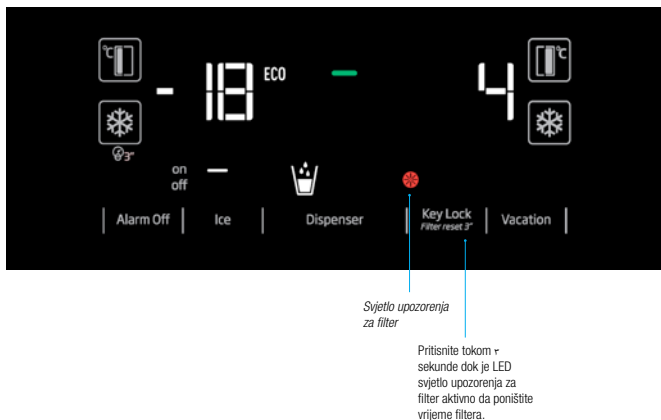 °C
°C
- 18 ECO
4
3"
on
off
Alarm Off
Ice
Dispenser
Key Lock
Filter reset 3"
Vacation
Svjetlo upozorenja
za filter
Pritisnite tokom ۳
sekunde dok je LED
svjetlo upozorenja za
filter aktivno da poništite
vrijeme filtera.